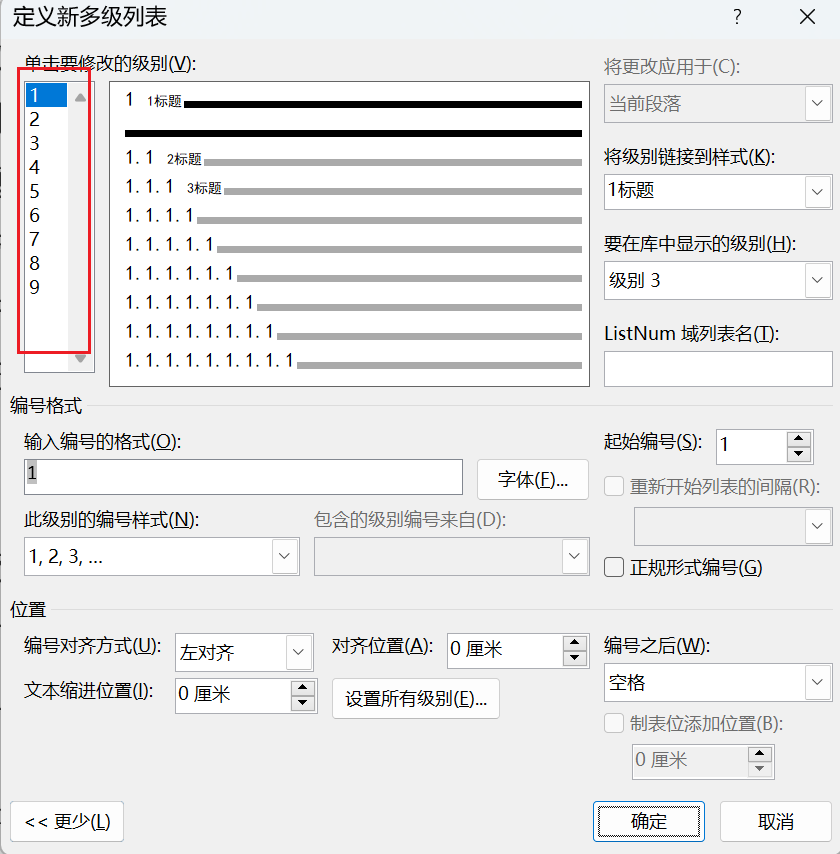 定义新多级列表 ?
单击要修改的级别(V):
1
2
3
4
5
6
7
8
9
1 1标题
1.1 2标题
1.1.1 3标题
1.1.1.1
1.1.1.1.1
1.1.1.1.1.1
1.1.1.1.1.1.1
1.1.1.1.1.1.1.1
1.1.1.1.1.1.1.1.1
将更改应用于(C):
当前段落
将级别链接到样式(K):
1标题
要在库中显示的级别(H):
级别 3
ListNum 域列表名(T):
编号格式
输入编号的格式(O):
1
字体(F)...
起始编号(S): 1
重新开始列表的间隔(R):
此级别的编号样式(N):
1, 2, 3, ...
包含的级别编号来自(D):
正规形式编号(G)
位置
编号对齐方式(U): 左对齐
对齐位置(A): 0 厘米
编号之后(W):
空格
文本缩进位置(I): 0 厘米
设置所有级别(E)...
制表位添加位置(B):
0 厘米
<< 更少(L)
确定
取消